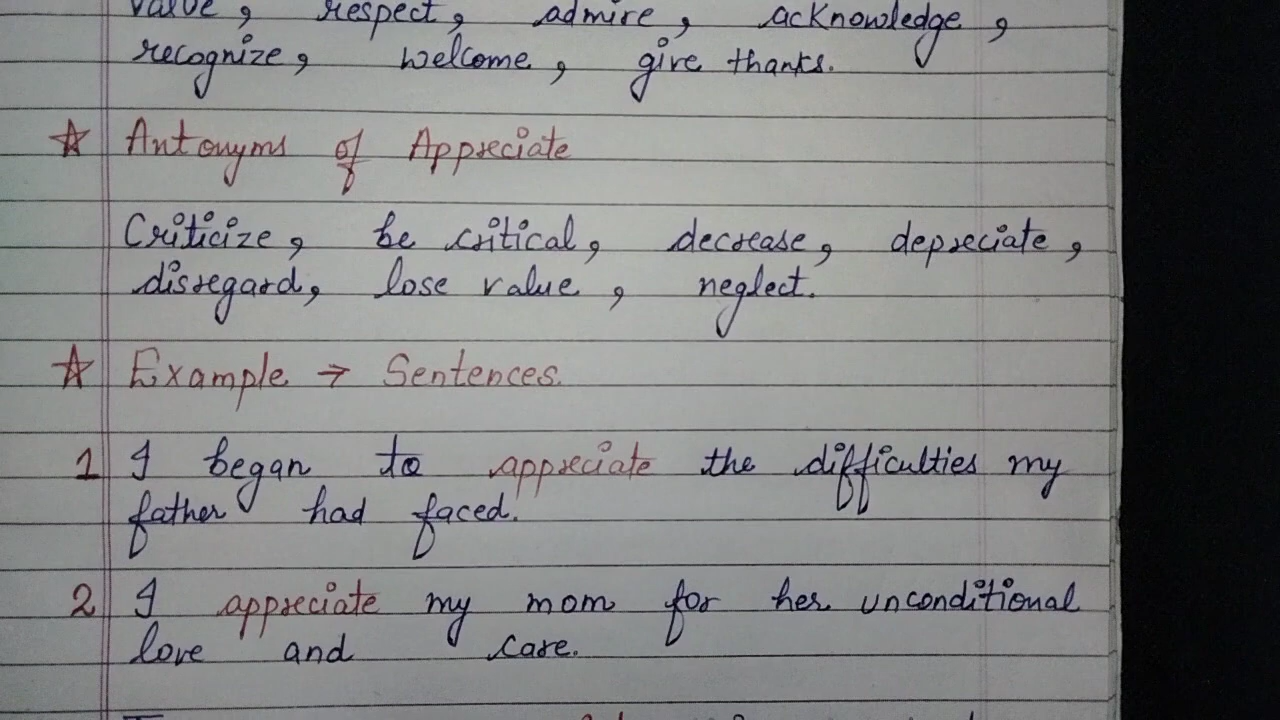 value, respect, admire, acknowledge,
recognize, welcome, give thanks.
☆ Antonyms of Appreciate
Criticize, be critical, decrease, depreciate,
disregard, lose value, neglect.
☆ Example → Sentences.
1 I began to appreciate the difficulties my
father had faced.
2 I appreciate my mom for her unconditional
love and care.